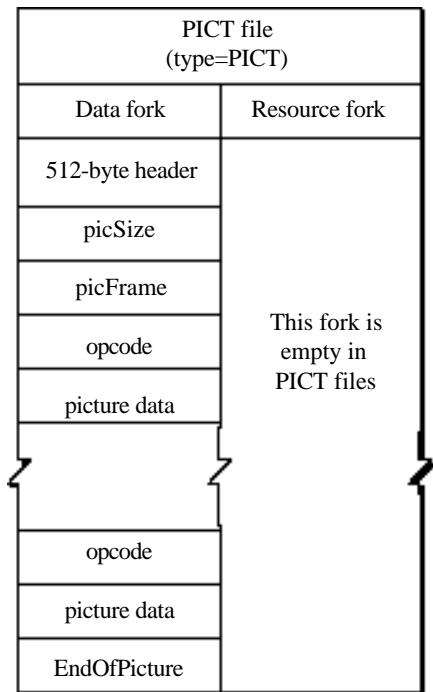 PICT file
(type=PICT)
Data fork
Resource fork
512-byte header
picSize
picFrame
opcode
picture data
This fork is
empty in
PICT files
opcode
picture data
EndOfPicture